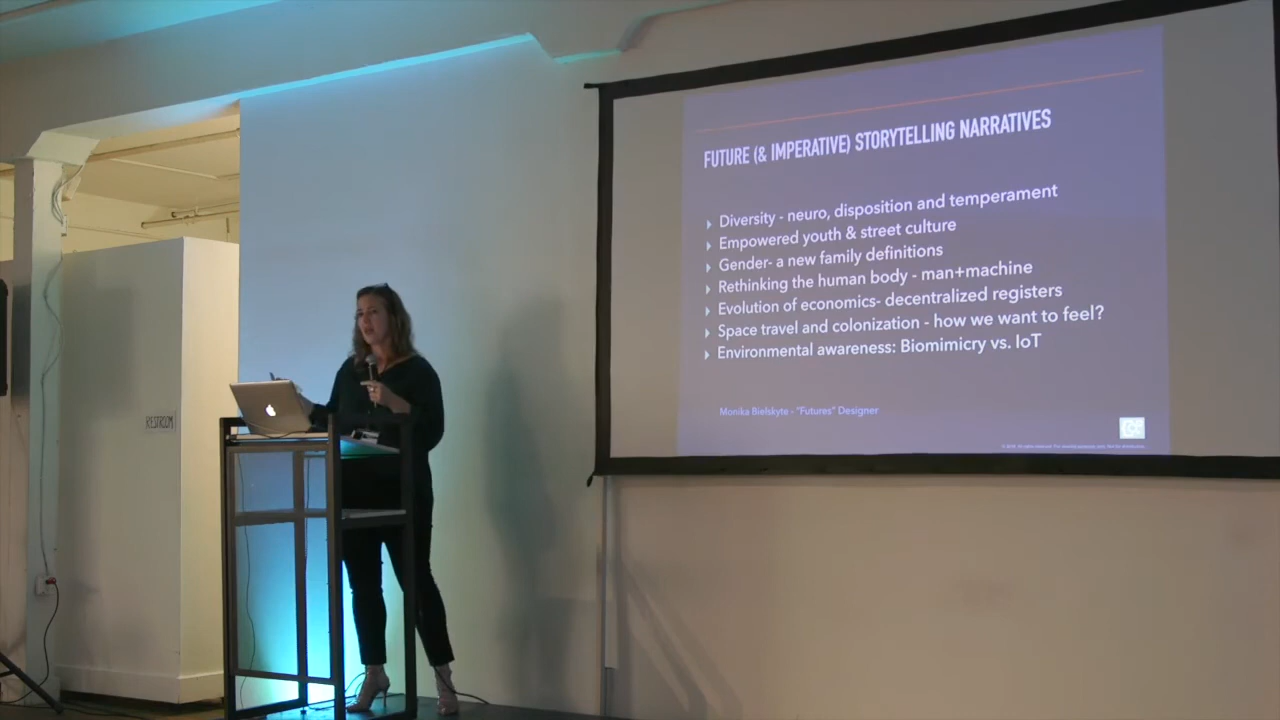 FUTURE (& IMPERATIVE) STORYTELLING NARRATIVES
Diversity - neuro, disposition and temperament
Empowered youth & street culture
Gender- a new family definitions
Rethinking the human body - man+machine
Evolution of economics- decentralized registers
Space travel and colonization - how we want to feel?
Environmental awareness: Biomimicry vs. IoT
Monika Bielskyte - "Futures" Designer
RESTROOM